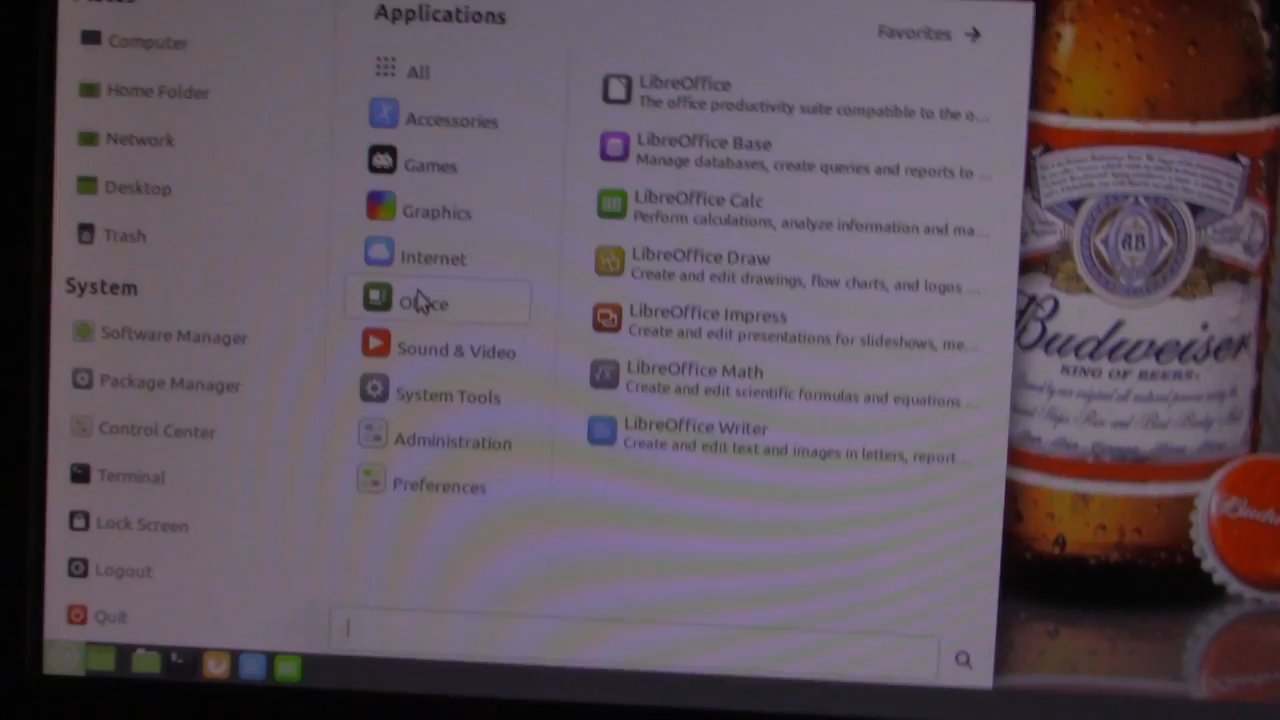 Computer
Home Folder
Network
Desktop
Trash
System
Software Manager
Package Manager
Control Center
Terminal
Lock Screen
Logout
Quit
Applications
All
Accessories
Games
Graphics
Internet
Office
Sound & Video
System Tools
Administration
Preferences
Favorites
LibreOffice
The office productivity suite compatible to the o...
LibreOffice Base
Manage databases, create queries and reports to ...
LibreOffice Calc
Perform calculations, analyze information and ma...
LibreOffice Draw
Create and edit drawings, flow charts, and logos ...
LibreOffice Impress
Create and edit presentations for slideshows, me...
LibreOffice Math
Create and edit scientific formulas and equations ...
LibreOffice Writer
Create and edit text and images in letters, report...
AB
Budweiser
KING OF BEERS